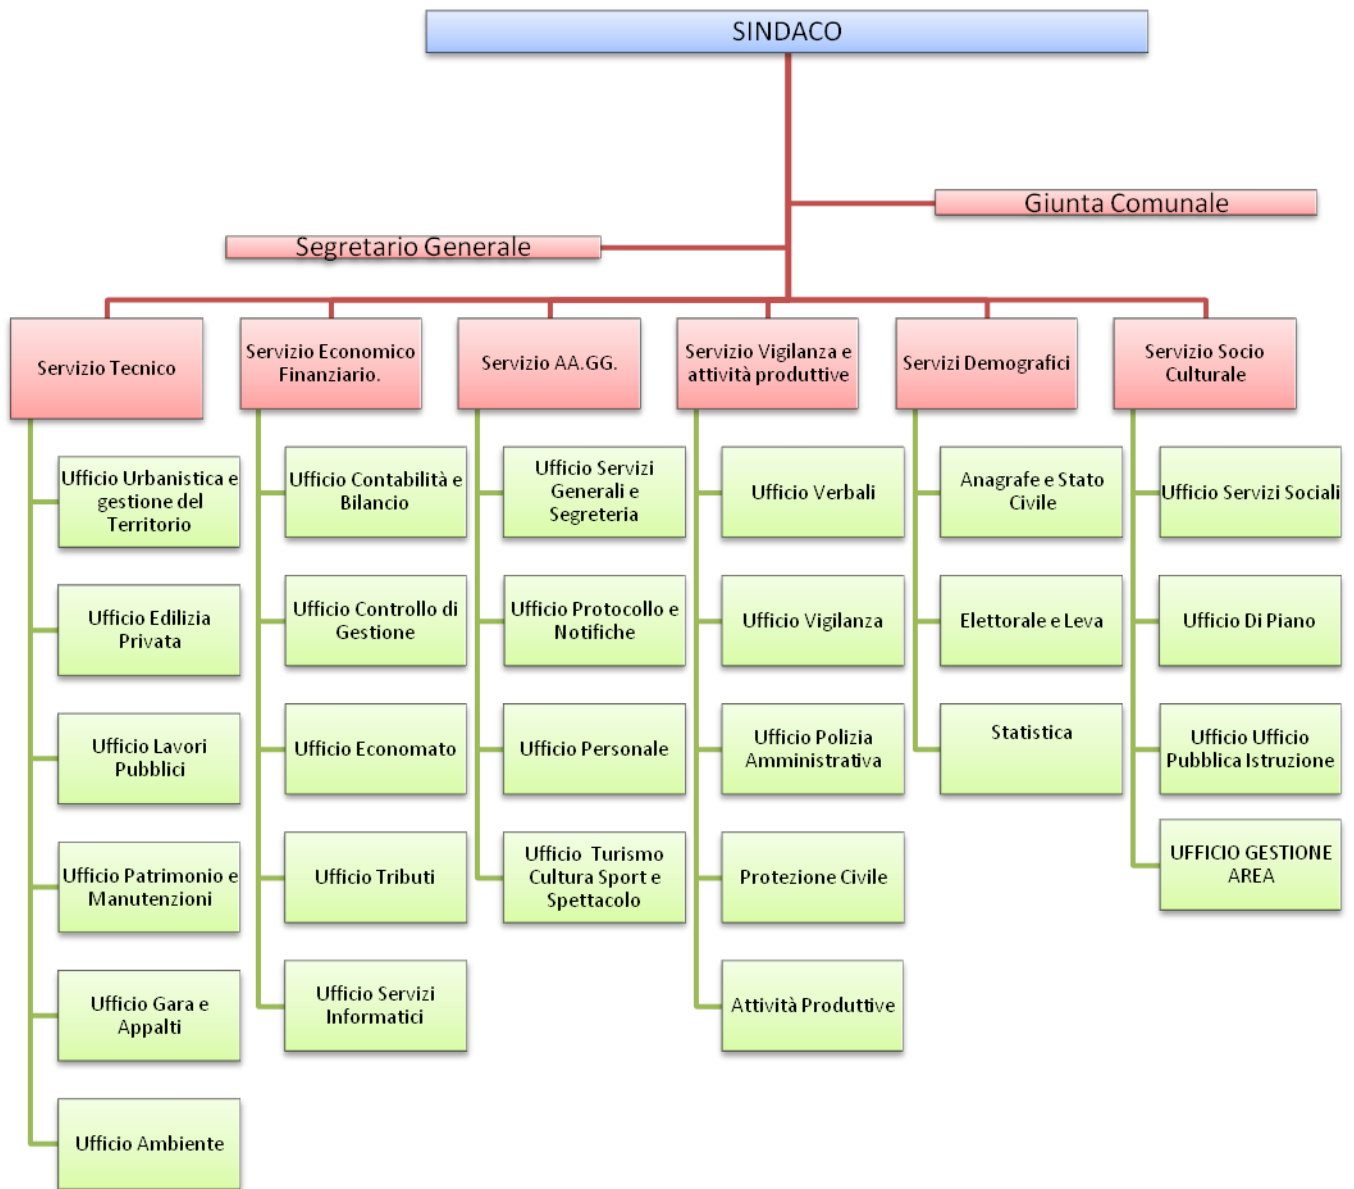 SINDACO
Giunta Comunale
Segretario Generale
Servizio Tecnico
Servizio Economico
Finanziario.
Servizio AA.GG.
Servizio Vigilanza e
attività produttive
Servizi Demografici
Servizio Socio
Culturale
Ufficio Urbanistica e
gestione del
Territorio
Ufficio Edilizia
Privata
Ufficio Lavori
Pubblici
Ufficio Patrimonio e
Manutenzioni
Ufficio Gara e
Appalti
Ufficio Ambiente
Ufficio Contabilità e
Bilancio
Ufficio Controllo di
Gestione
Ufficio Economato
Ufficio Tributi
Ufficio Servizi
Informatici
Ufficio Servizi
Generali e
Segreteria
Ufficio Protocollo e
Notifiche
Ufficio Personale
Ufficio Turismo
Cultura Sport e
Spettacolo
Ufficio Verbali
Ufficio Vigilanza
Ufficio Polizia
Amministrativa
Protezione Civile
Attività Produttive
Anagrafe e Stato
Civile
Elettorale e Leva
Statistica
Ufficio Servizi Sociali
Ufficio Di Piano
Ufficio Ufficio
Pubblica Istruzione
UFFICIO GESTIONE
AREA